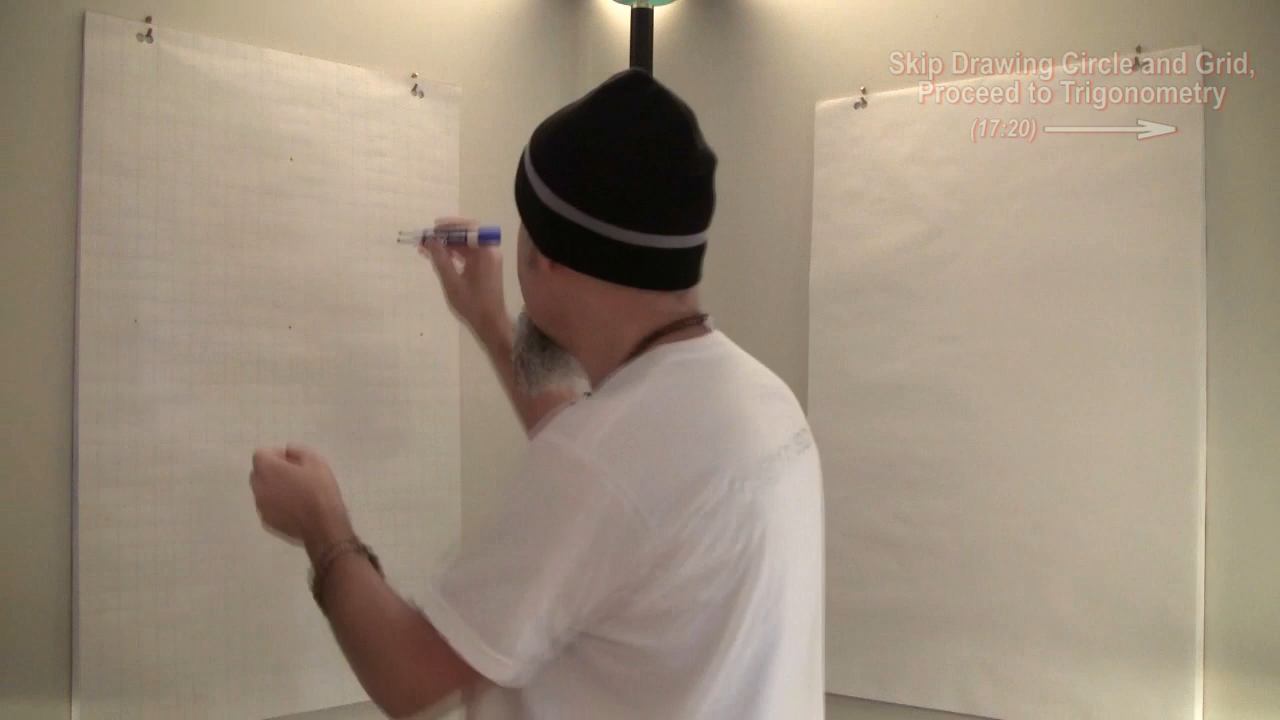 Skip Drawing Circle and Grid,
Proceed to Trigonometry
(17:20)